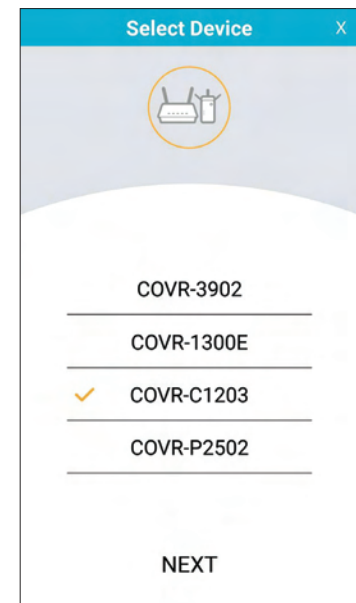 Select Device X
COVR-3902
COVR-1300E
COVR-C1203
COVR-P2502
NEXT